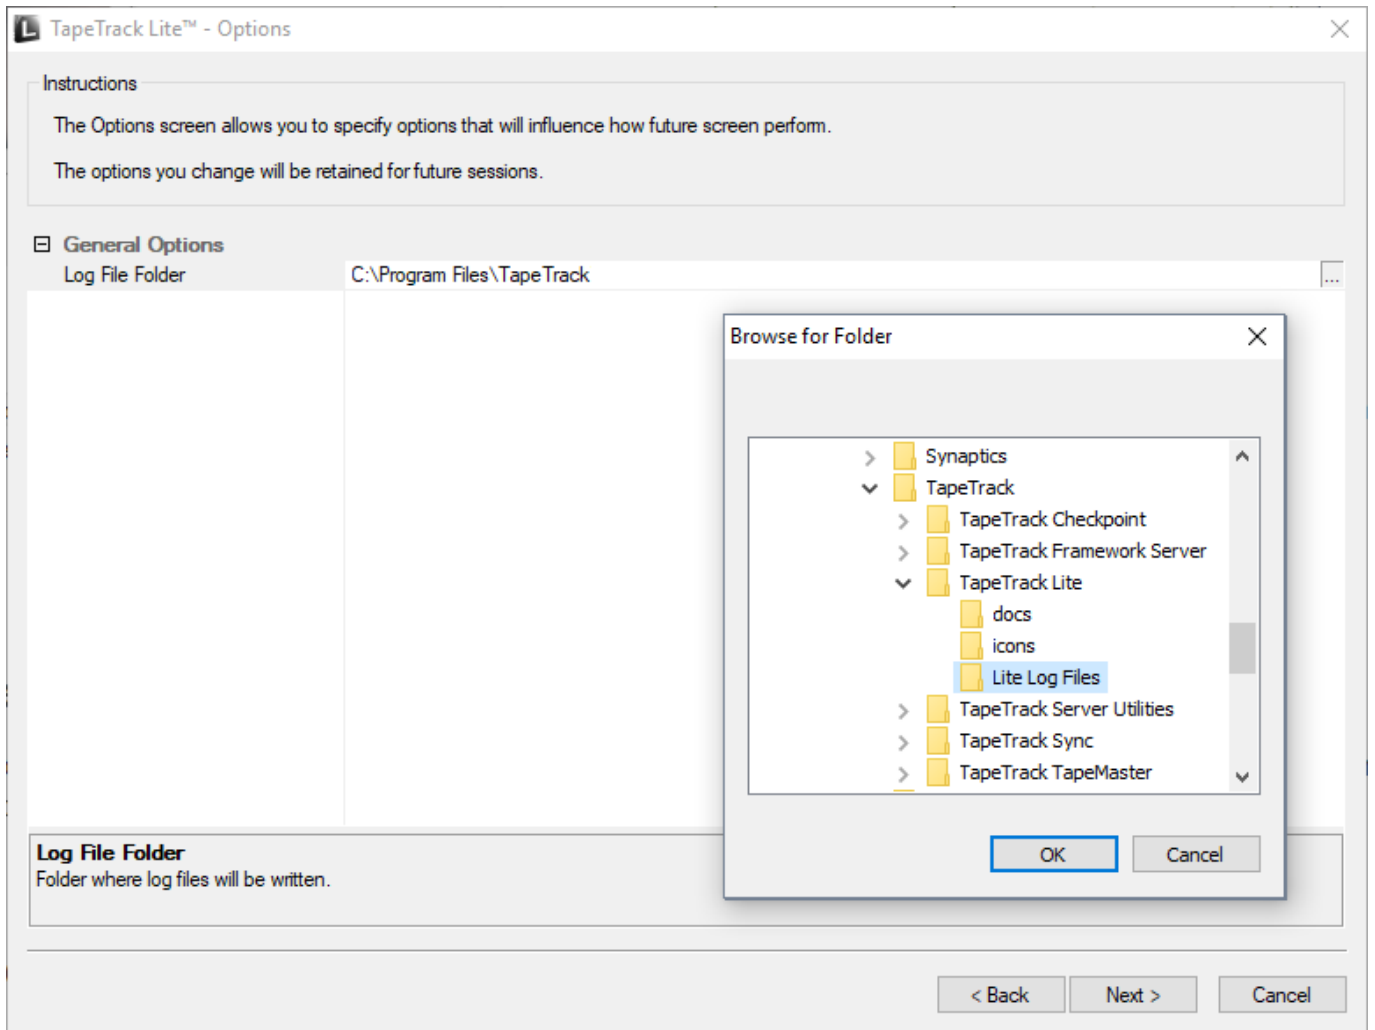 TapeTrack Lite™ - Options
Instructions
The Options screen allows you to specify options that will influence how future screen perform.
The options you change will be retained for future sessions.
General Options
Log File Folder C:\Program Files\TapeTrack ...
Browse for Folder
Synaptics
TapeTrack
TapeTrack Checkpoint
TapeTrack Framework Server
TapeTrack Lite
docs
icons
Lite Log Files
TapeTrack Server Utilities
TapeTrack Sync
TapeTrack TapeMaster
OK Cancel
Log File Folder
Folder where log files will be written.
< Back Next > Cancel